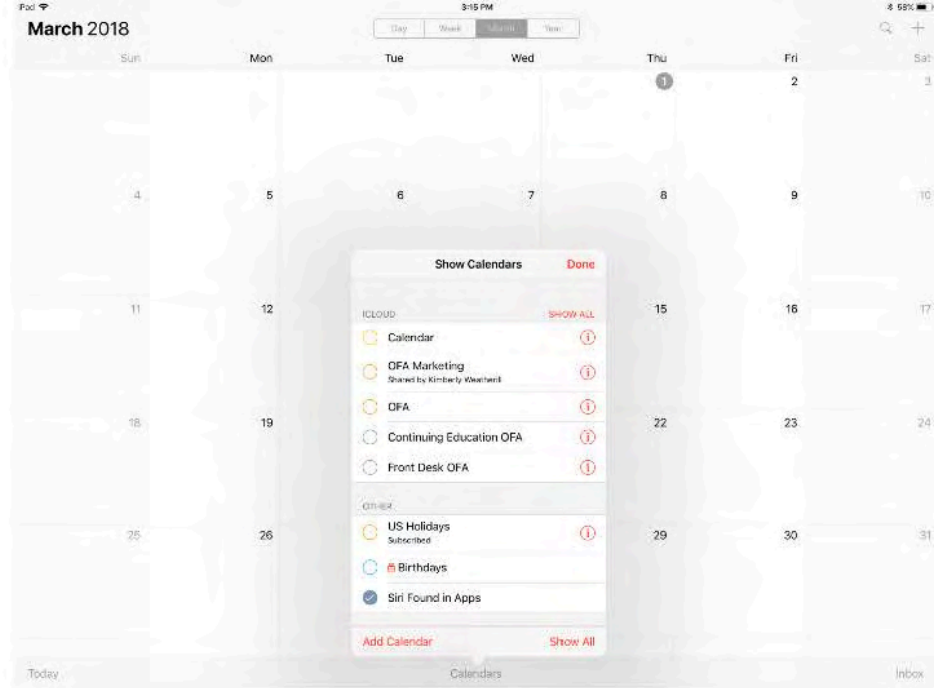 iPad
3:15 PM
58%
March 2018
Day Week Month Year
Sun Mon Tue Wed Thu Fri Sat
1 2 3
4 5 6 7 8 9 10
Show Calendars Done
11 12 15 16 17
ICLOUD SHOW ALL
Calendar
OFA Marketing
Shared by Kimberly Weatherill
OFA
18 19 22 23 24
Continuing Education OFA
Front Desk OFA
OTHER
US Holidays
Subscribed
25 26 29 30 31
Birthdays
Siri Found in Apps
Add Calendar Show All
Today Calendars Inbox